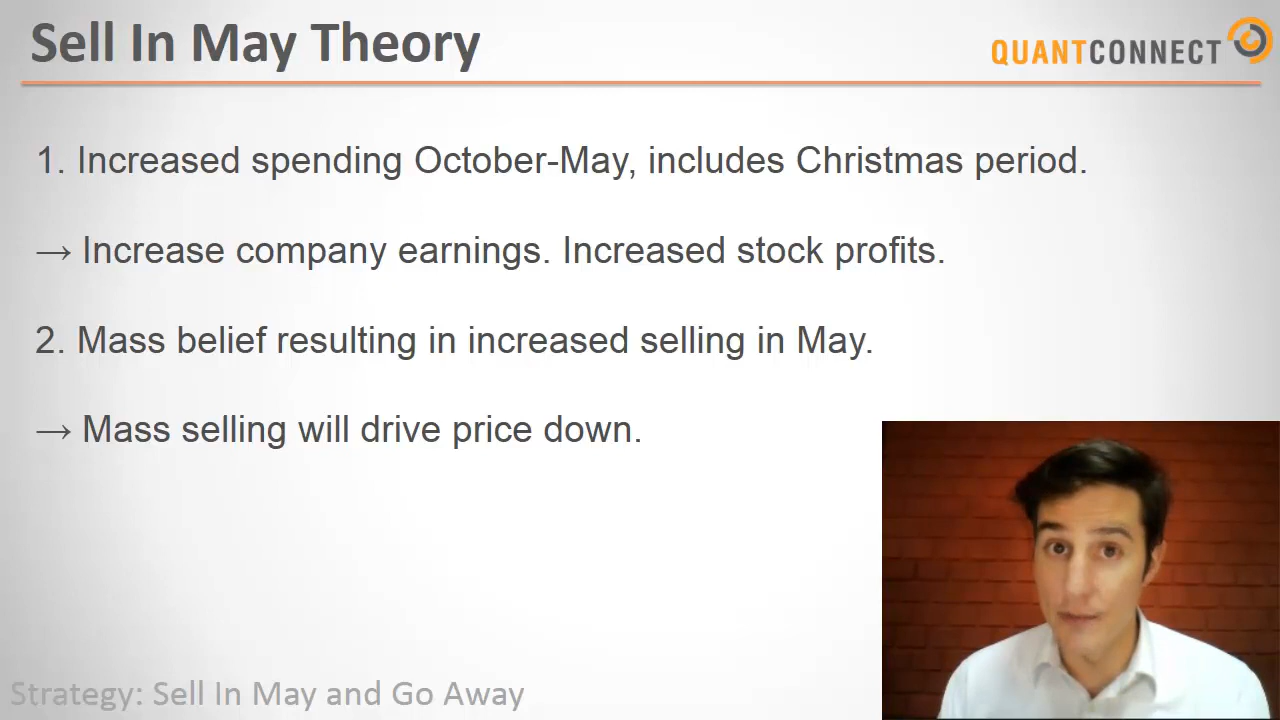 Sell In May Theory
QUANTCONNECT
1. Increased spending October-May, includes Christmas period.
→ Increase company earnings. Increased stock profits.
2. Mass belief resulting in increased selling in May.
→ Mass selling will drive price down.
Strategy: Sell In May and Go Away